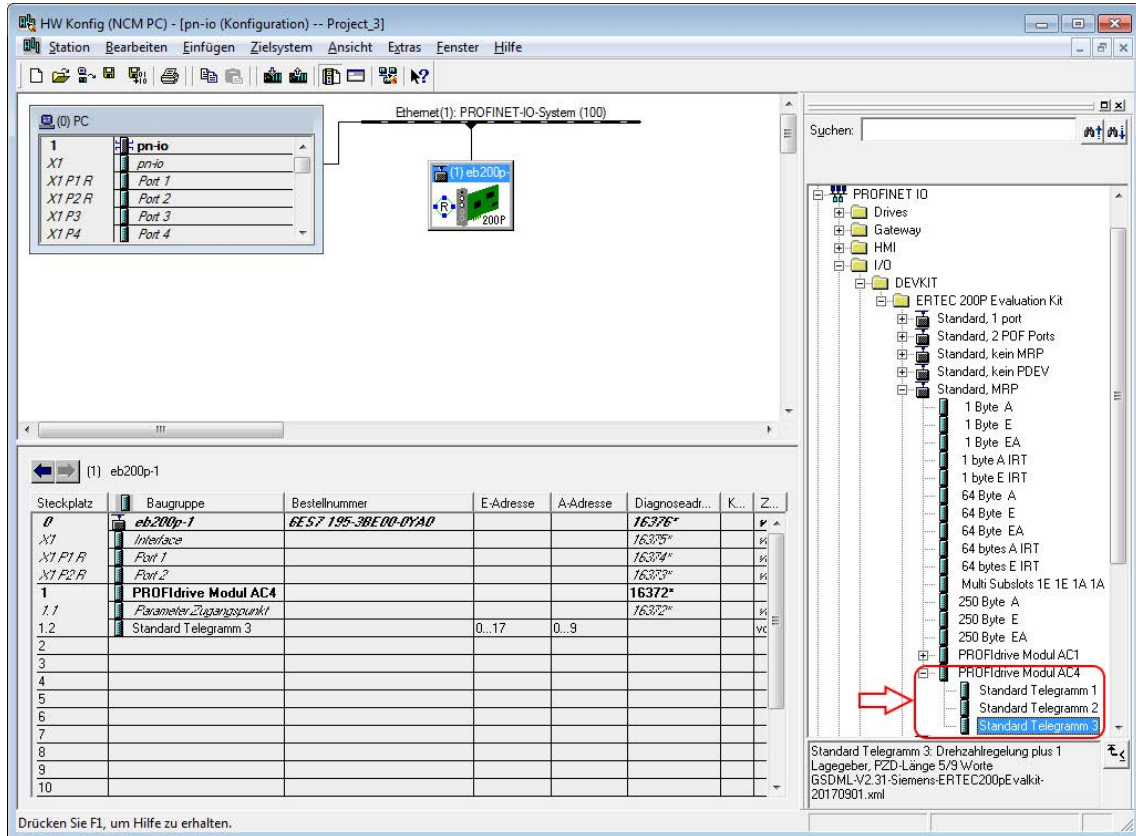 HW Konfig (NCM PC) - [pn-io (Konfiguration) -- Project_3]
Station Bearbeiten Einfügen Zielsystem Ansicht Extras Fenster Hilfe
(0) PC
1 pn-io
X1 pn-io
X1 P1 R Port 1
X1 P2 R Port 2
X1 P3 Port 3
X1 P4 Port 4
Ethernet(1): PROFINET-IO-System (100)
(1) eb200p-
R
200P
(1) eb200p-1
Steckplatz Baugruppe Bestellnummer E-Adresse A-Adresse Diagnoseadr... K... Z...
0 eb200p-1 6ES7 195-3BE00-0YA0 16376*
X1 Interface 16375*
X1 P1 R Port 1 16374*
X1 P2 R Port 2 16373*
1 PROFIdrive Modul AC4 16372*
1.1 Parameter Zugangspunkt 16372*
1.2 Standard Telegramm 3 0...17 0...9
2
3
4
5
6
7
8
9
10
Suchen:
PROFINET IO
Drives
Gateway
HMI
I/O
DEVKIT
ERTEC 200P Evaluation Kit
Standard, 1 port
Standard, 2 POF Ports
Standard, kein MRP
Standard, kein PDEV
Standard, MRP
1 Byte A
1 Byte E
1 Byte EA
1 byte A IRT
1 byte E IRT
64 Byte A
64 Byte E
64 Byte EA
64 bytes A IRT
64 bytes E IRT
Multi Subslots 1E 1E 1A 1A
250 Byte A
250 Byte E
250 Byte EA
PROFIdrive Modul AC1
PROFIdrive Modul AC4
Standard Telegramm 1
Standard Telegramm 2
Standard Telegramm 3
Standard Telegramm 3: Drehzahlregelung plus 1
Lagegeber, PZD-Länge 5/9 Worte
GSDML-V2.31-Siemens-ERTEC200pEvalkit-
20170901.xml
Drücken Sie F1, um Hilfe zu erhalten.